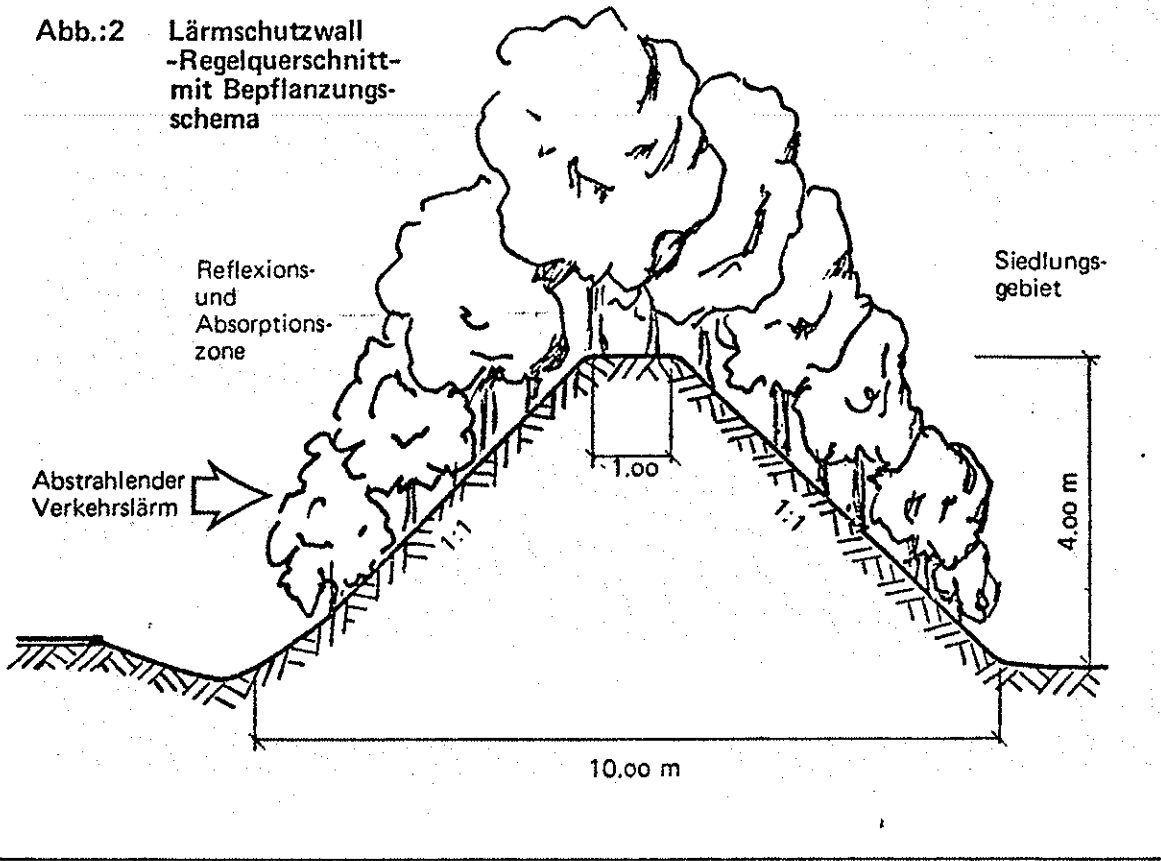 Abb.:2 Lärmschutzwall
-Regelquerschnitt-
mit Bepflanzungs-
schema
Reflexions-
und
Absorptions-
zone
Siedlungs-
gebiet
Abstrahlender
Verkehrslärm
1.00
1:1
1:1
4.00 m
10.00 m